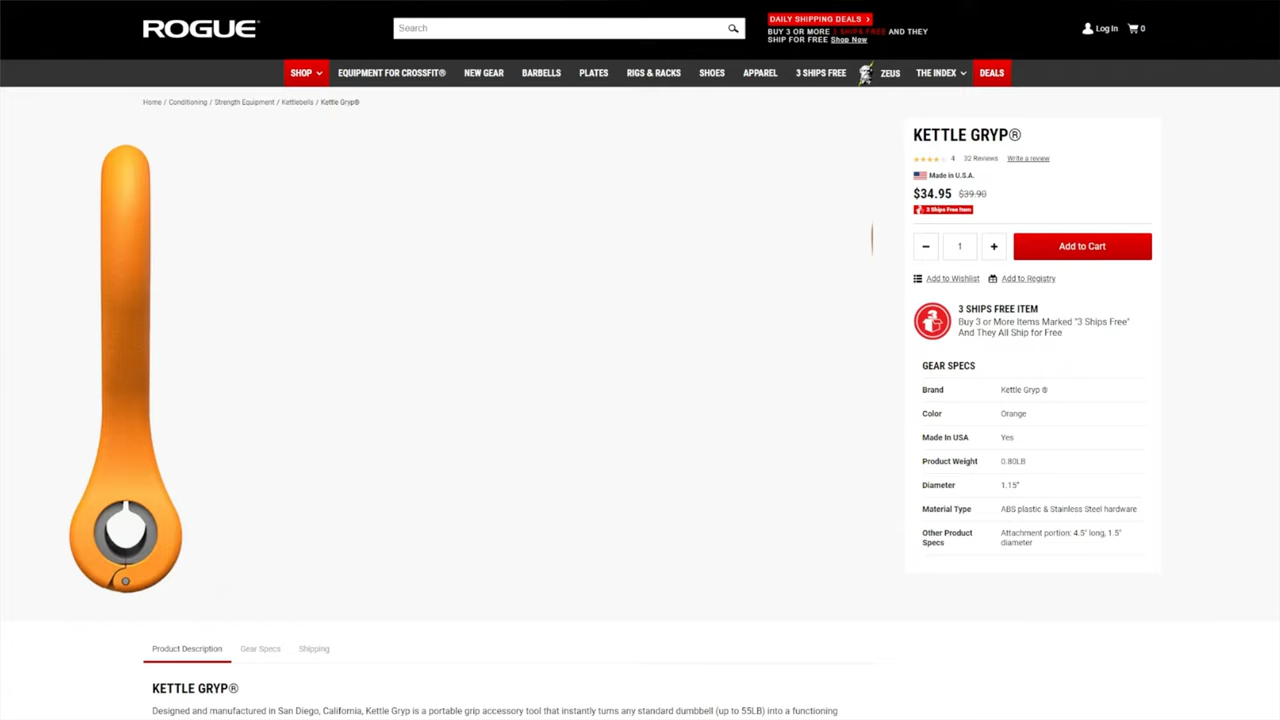 ROGUE®
Search
DAILY SHIPPING DEALS >
BUY 3 OR MORE 3 SHIPS FREE AND THEY
SHIP FOR FREE Shop Now
Log In
0
SHOP
EQUIPMENT FOR CROSSFIT®
NEW GEAR
BARBELLS
PLATES
RIGS & RACKS
SHOES
APPAREL
3 SHIPS FREE
ZEUS
THE INDEX
DEALS
Home / Conditioning / Strength Equipment / Kettlebells / Kettle Gryp®
KETTLE GRYP®
4 32 Reviews Write a review
Made in U.S.A.
$34.95 $39.90
3 Ships Free Item
− 1 + Add to Cart
Add to Wishlist Add to Registry
3 SHIPS FREE ITEM
Buy 3 or More Items Marked "3 Ships Free"
And They All Ship for Free
GEAR SPECS
Brand Kettle Gryp ®
Color Orange
Made In USA Yes
Product Weight 0.80LB
Diameter 1.15"
Material Type ABS plastic & Stainless Steel hardware
Other Product Specs Attachment portion: 4.5" long, 1.5" diameter
Product Description Gear Specs Shipping
KETTLE GRYP®
Designed and manufactured in San Diego, California, Kettle Gryp is a portable grip accessory tool that instantly turns any standard dumbbell (up to 55LB) into a functioning